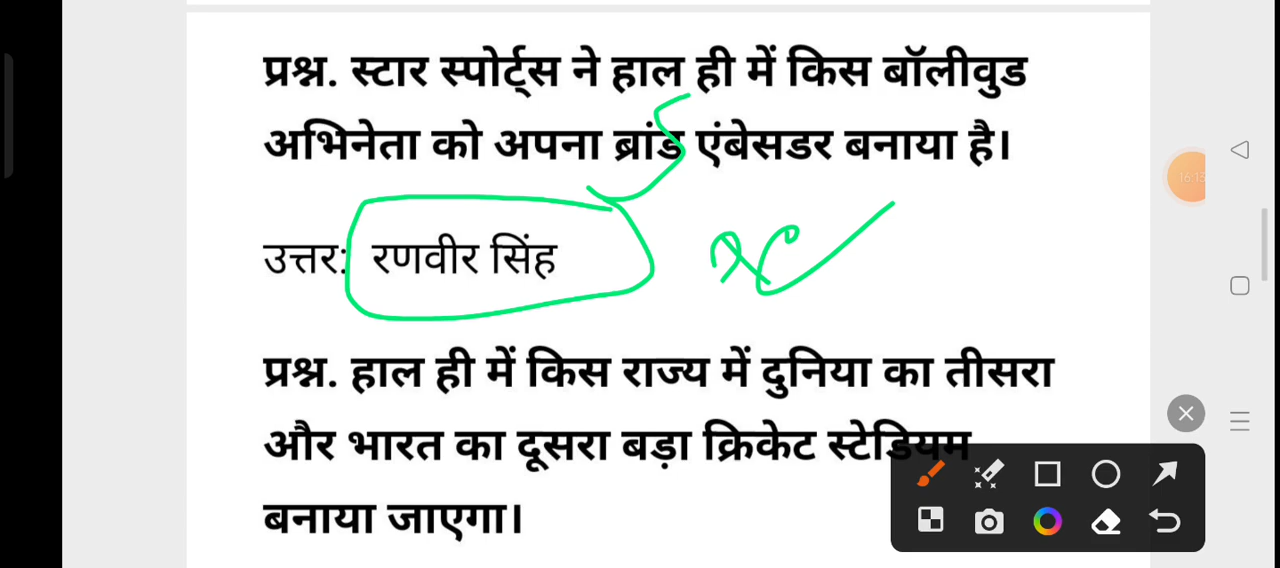 प्रश्न. स्टार स्पोर्ट्स ने हाल ही में किस बॉलीवुड
अभिनेता को अपना ब्रांड एंबेसडर बनाया है।
उत्तर: रणवीर सिंह
प्रश्न. हाल ही में किस राज्य में दुनिया का तीसरा
और भारत का दूसरा बड़ा क्रिकेट स्टेडियम
बनाया जाएगा।